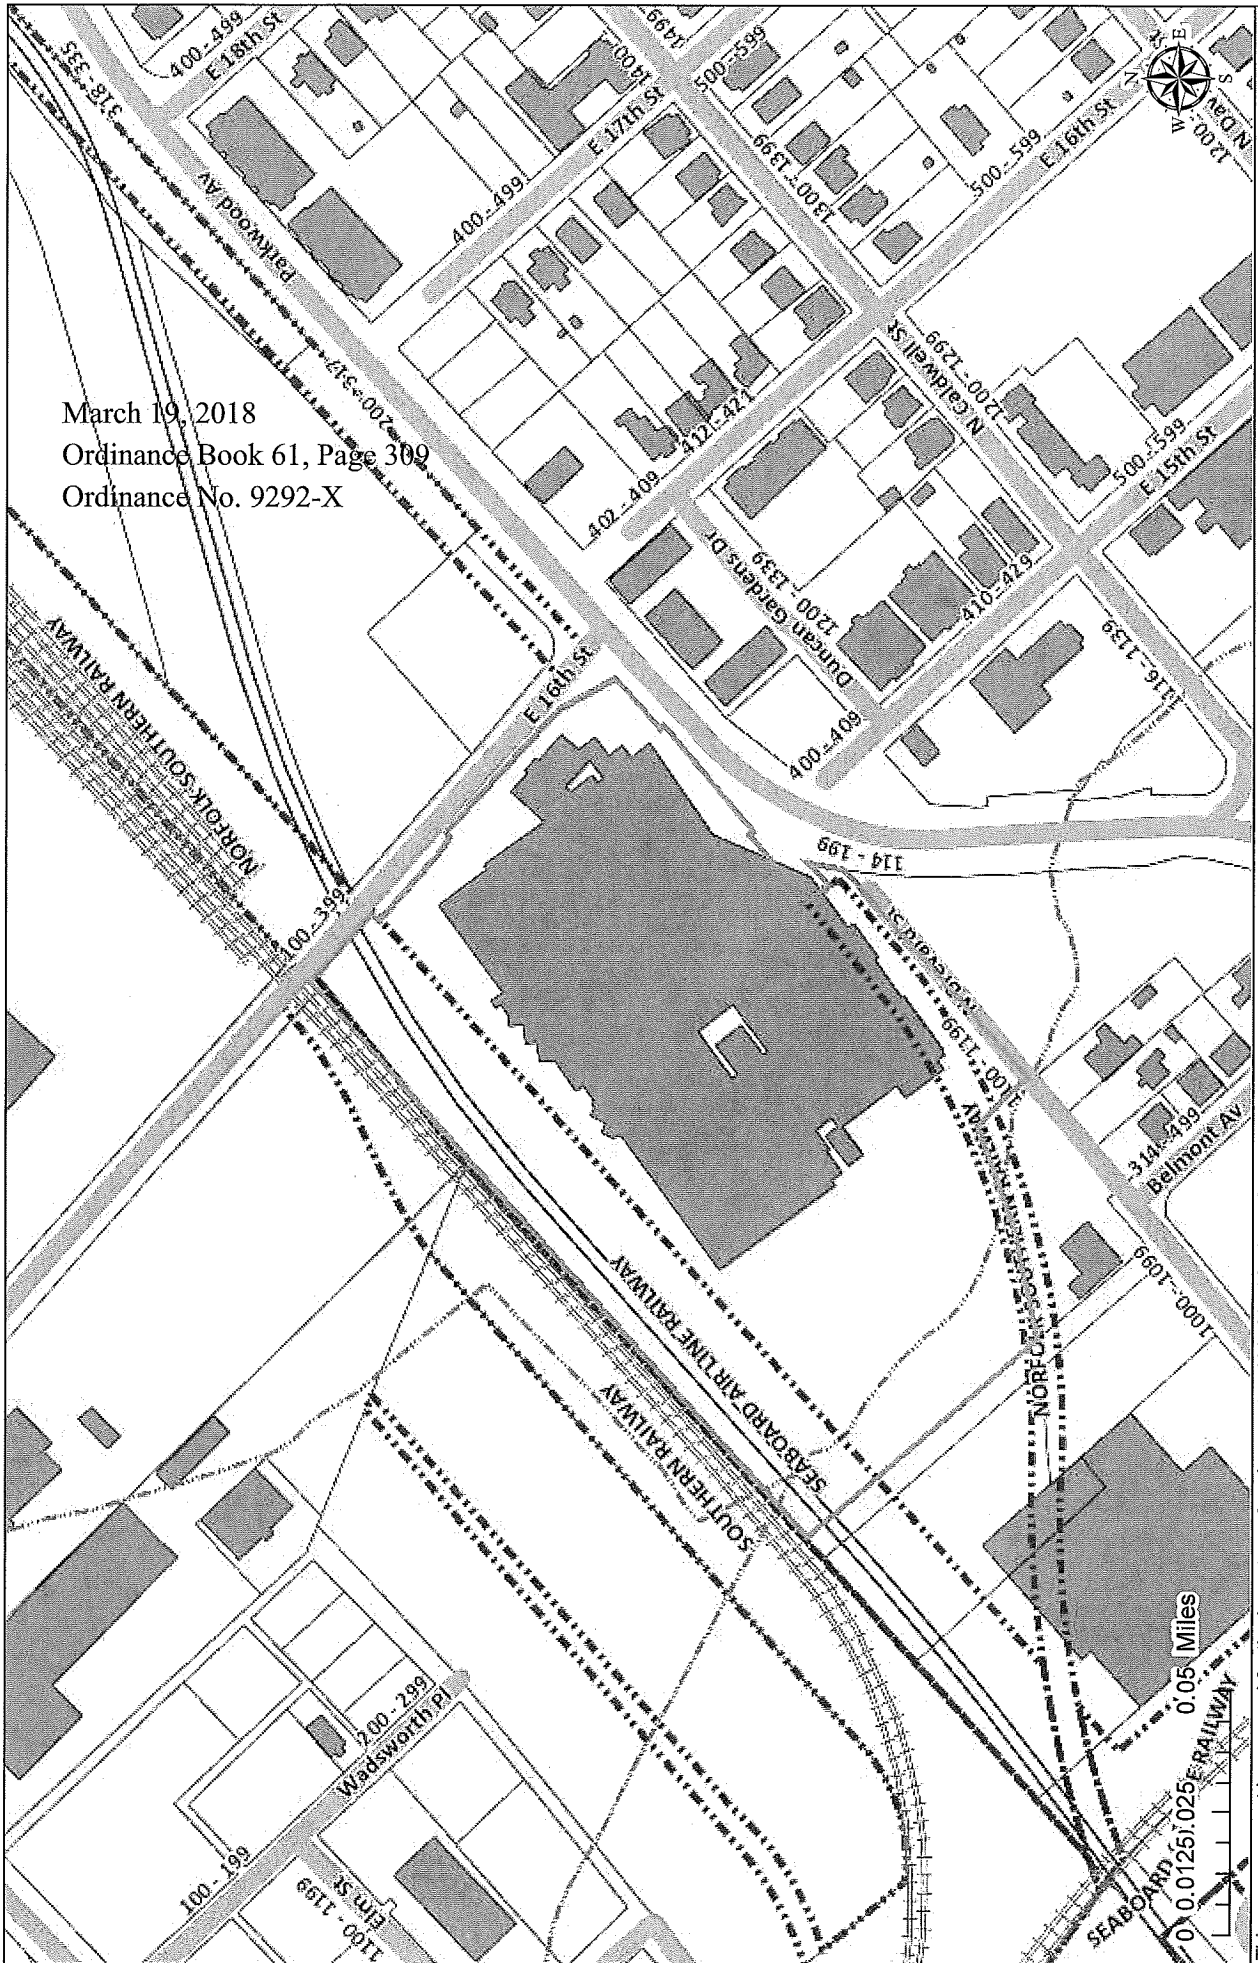 318 - 335
400 - 499
E 18th St
1499
1400
500 - 599
N
E
S
W
St
1200
N Dav
E 17th St
400 - 499
Parkwood Av
1300 - 1399
500 - 599
E 16th St
200 - 317
March 19, 2018
Ordinance Book 61, Page 309
Ordinance No. 9292-X
N Caldwell St
1200 - 1299
412 - 421
402 - 409
500 - 599
E 15th St
Duncan Gardens Dr
1200 - 1339
410 - 429
NORFOLK SOUTHERN RAILWAY
E 16th St
400 - 409
1116 - 1139
114 - 199
100 - 399
N Brevard St
1100 - 1199
NORFOLK SOUTHERN RAILWAY
314 - 499
Belmont Av
1000 - 1099
SEABOARD AIR LINE RAILWAY
SOUTHERN RAILWAY
NORFOLK
200 - 299
Wadsworth Pl
100 - 199
Elm St
1100 - 1199
SEABOARD
E RAILWAY
0 0.0125 0.025 0.05 Miles